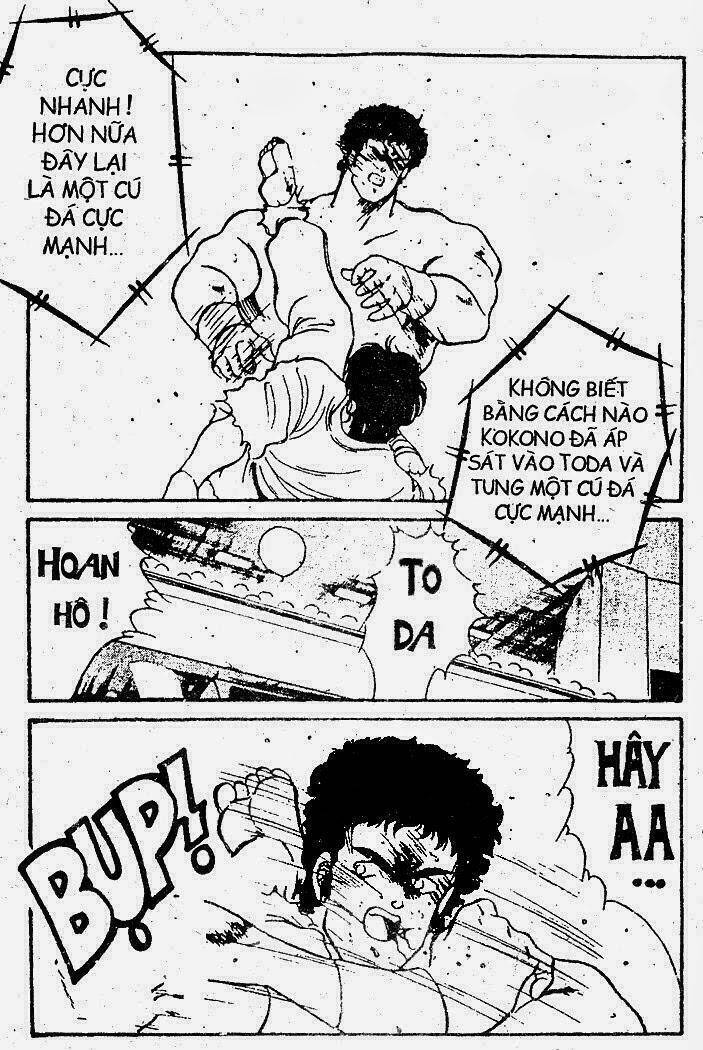 CỰC
NHANH!
HƠN NỮA
ĐÂY LẠI
LÀ MỘT CÚ
ĐÁ CỰC
MẠNH...
KHÔNG BIẾT
BẰNG CÁCH NÀO
KOKONO ĐÃ ÁP
SÁT VÀO TODA VÀ
TUNG MỘT CÚ ĐÁ
CỰC MẠNH...
HOAN
HÔ!
TO
DA
HÂY
AA
...
BỤP!